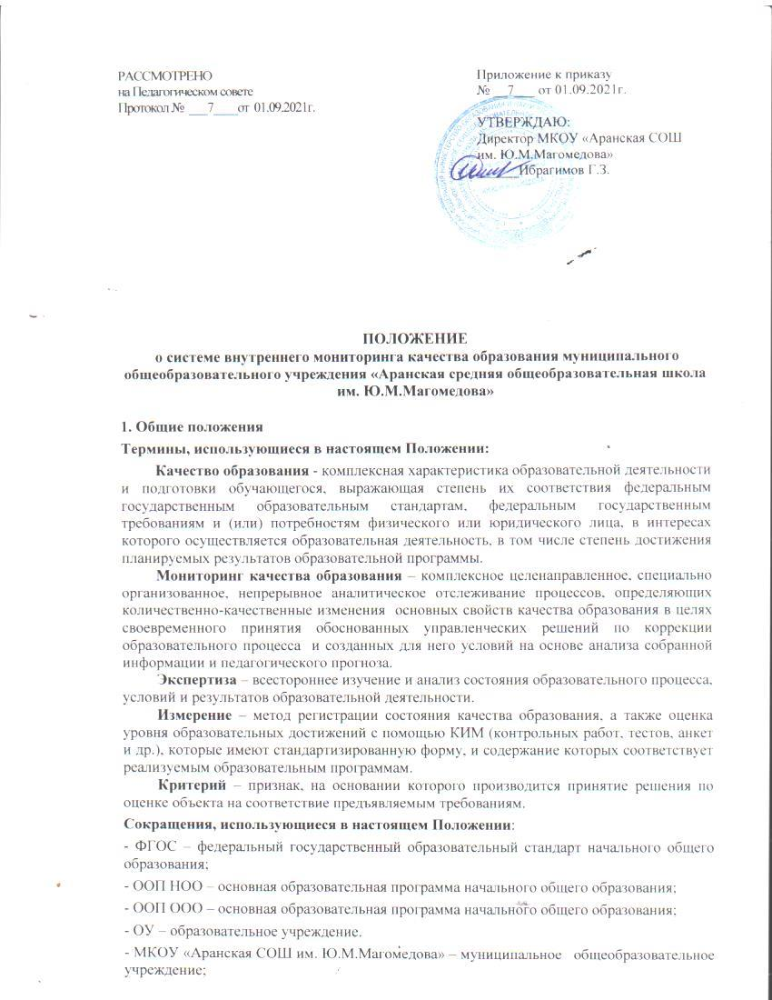 РАССМОТРЕНО
на Педагогическом совете
Протокол № ___7____от 01.09.2021г.
Приложение к приказу
№ __7___ от 01.09.2021г.
УТВЕРЖДАЮ:
Директор МКОУ «Аранская СОШ
им. Ю.М.Магомедова»
Ибрагимов Г.З.
ПОЛОЖЕНИЕ
о системе внутреннего мониторинга качества образования муниципального
общеобразовательного учреждения «Аранская средняя общеобразовательная школа
им. Ю.М.Магомедова»
1. Общие положения
Термины, использующиеся в настоящем Положении:
Качество образования - комплексная характеристика образовательной деятельности
и подготовки обучающегося, выражающая степень их соответствия федеральным
государственным образовательным стандартам, федеральным государственным
требованиям и (или) потребностям физического или юридического лица, в интересах
которого осуществляется образовательная деятельность, в том числе степень достижения
планируемых результатов образовательной программы.
Мониторинг качества образования – комплексное целенаправленное, специально
организованное, непрерывное аналитическое отслеживание процессов, определяющих
количественно-качественные изменения основных свойств качества образования в целях
своевременного принятия обоснованных управленческих решений по коррекции
образовательного процесса и созданных для него условий на основе анализа собранной
информации и педагогического прогноза.
Экспертиза – всестороннее изучение и анализ состояния образовательного процесса,
условий и результатов образовательной деятельности.
Измерение – метод регистрации состояния качества образования, а также оценка
уровня образовательных достижений с помощью КИМ (контрольных работ, тестов, анкет
и др.), которые имеют стандартизированную форму, и содержание которых соответствует
реализуемым образовательным программам.
Критерий – признак, на основании которого производится принятие решения по
оценке объекта на соответствие предъявляемым требованиям.
Сокращения, использующиеся в настоящем Положении:
- ФГОС – федеральный государственный образовательный стандарт начального общего
образования;
- ООП НОО – основная образовательная программа начального общего образования;
- ООП ООО – основная образовательная программа начального общего образования;
- ОУ – образовательное учреждение.
- МКОУ «Аранская СОШ им. Ю.М.Магомедова» – муниципальное общеобразовательное
учреждение;